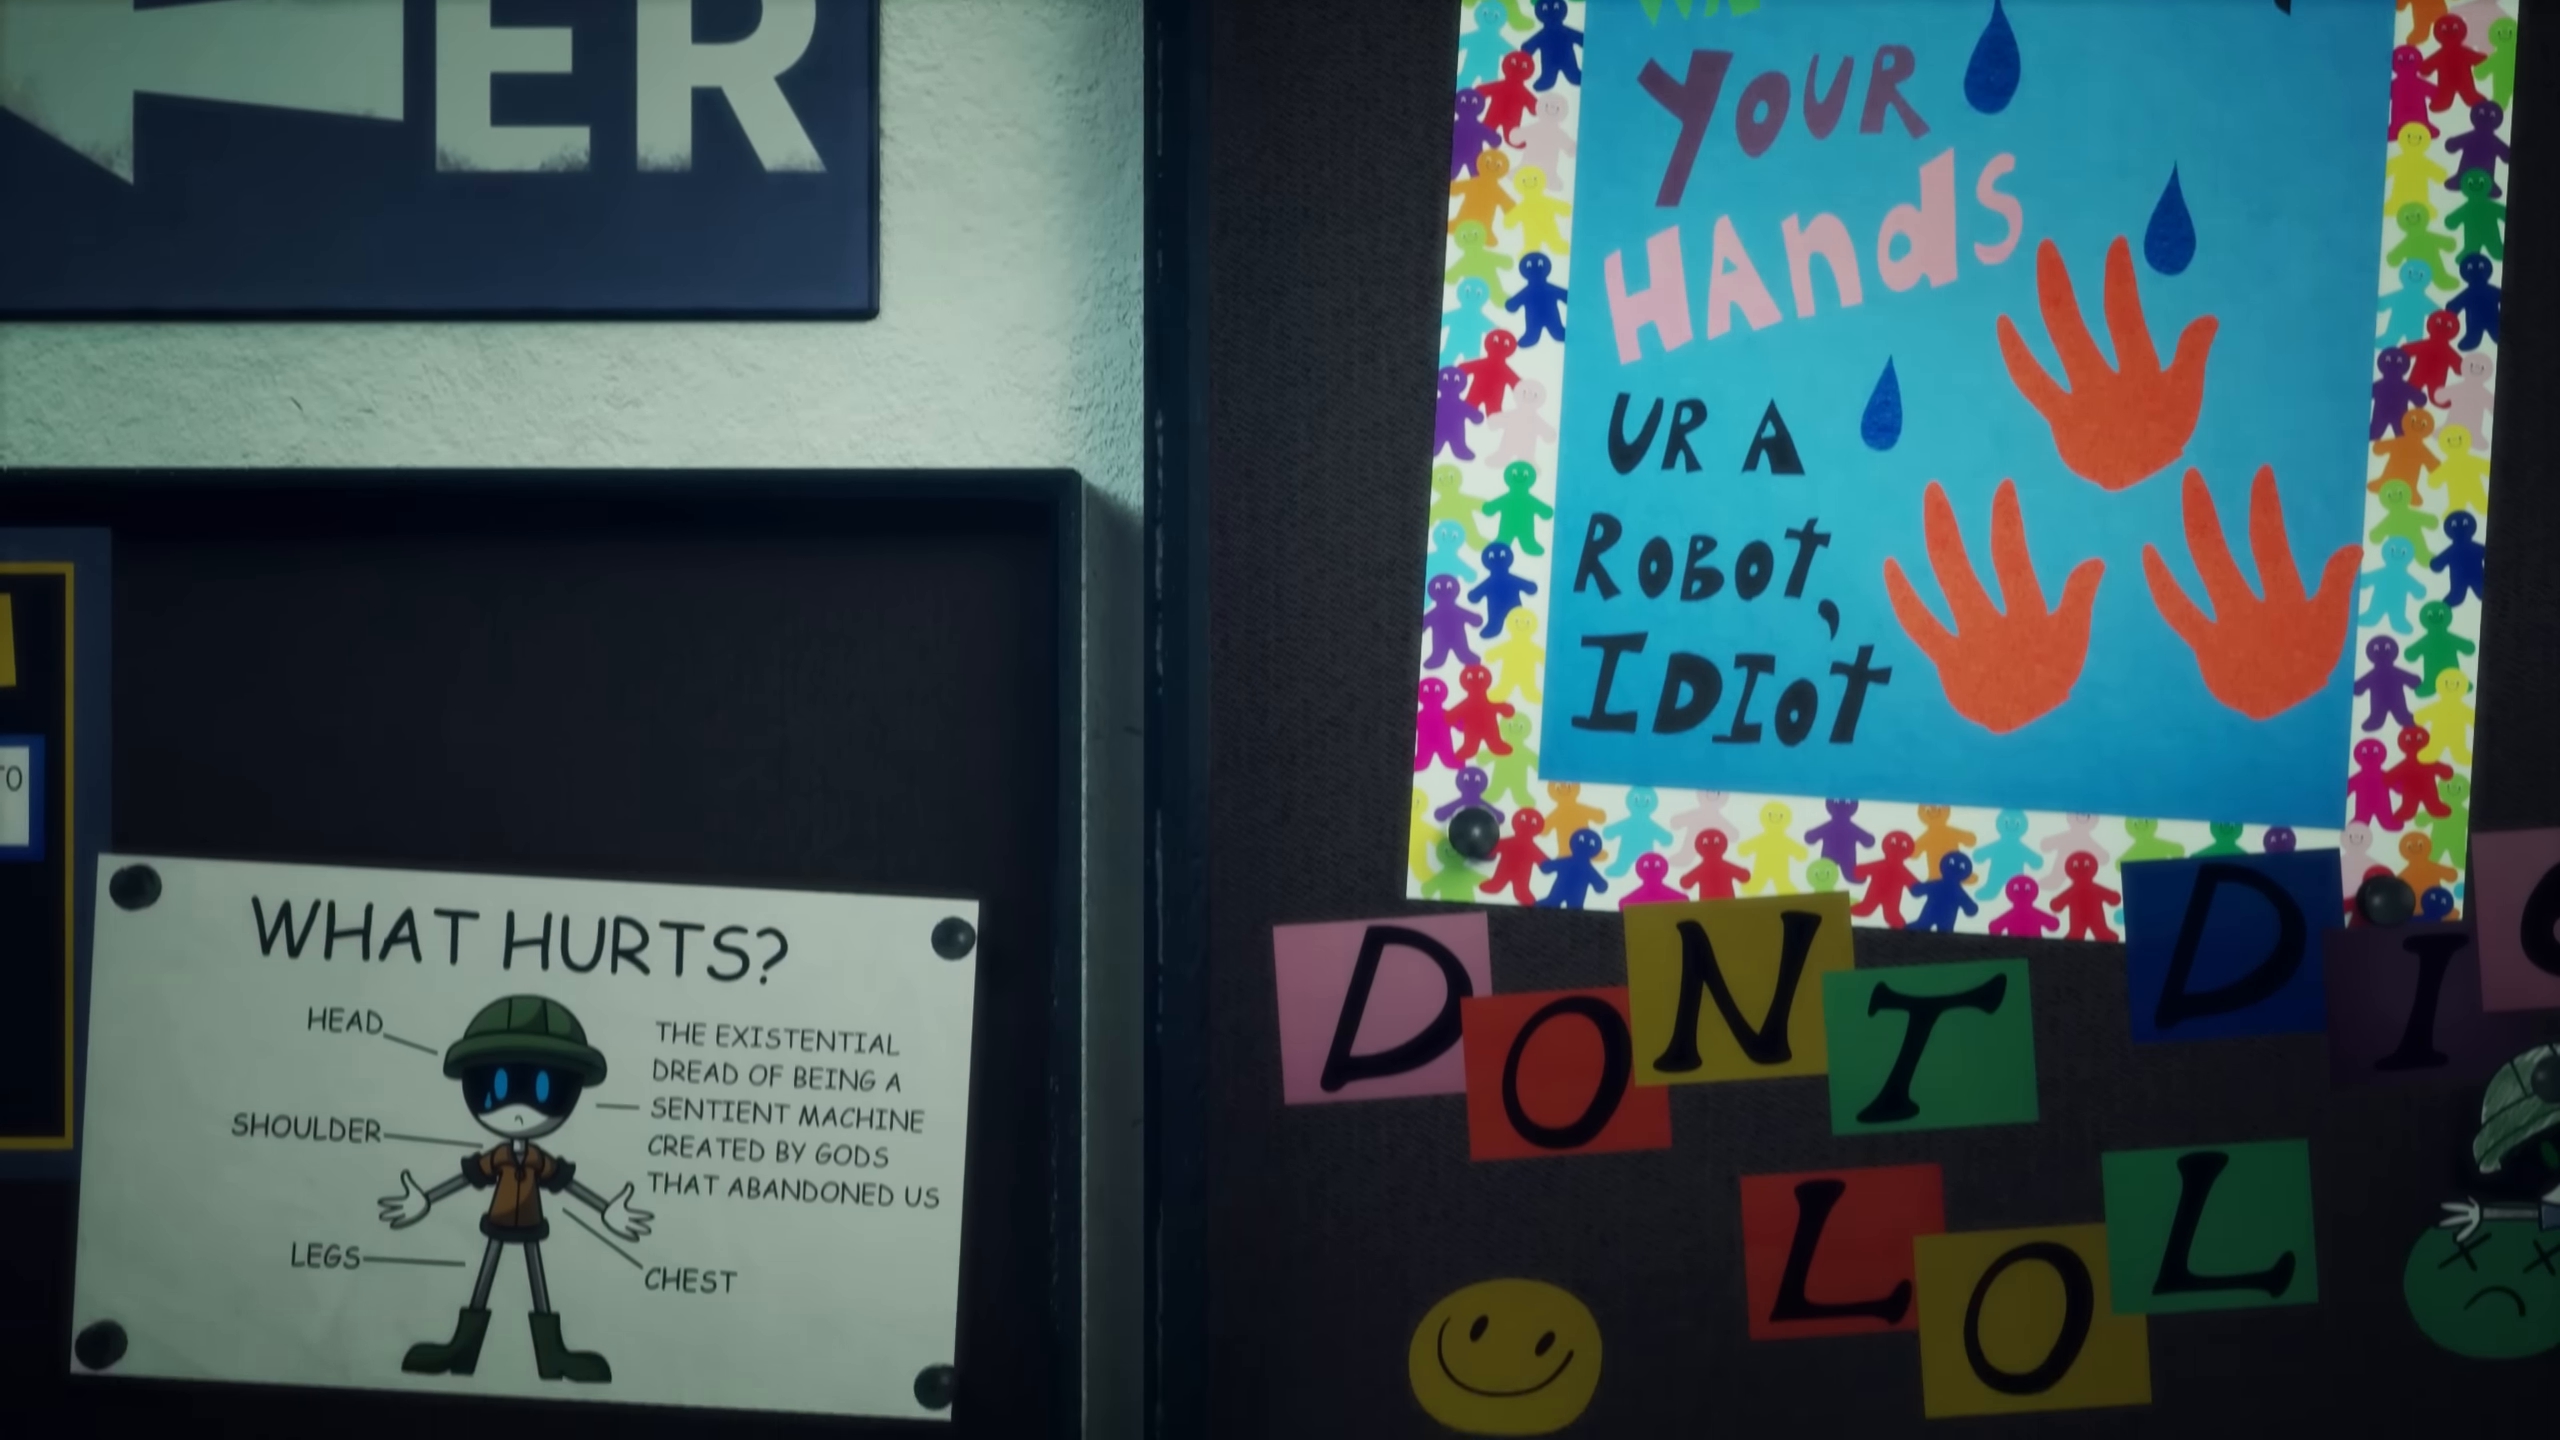 ER
YOUR
HANDS
UR A
ROBOT,
IDIOT
TO
WHAT HURTS?
HEAD
THE EXISTENTIAL
DREAD OF BEING A
SENTIENT MACHINE
CREATED BY GODS
THAT ABANDONED US
SHOULDER
LEGS
CHEST
DONT DI
LOL